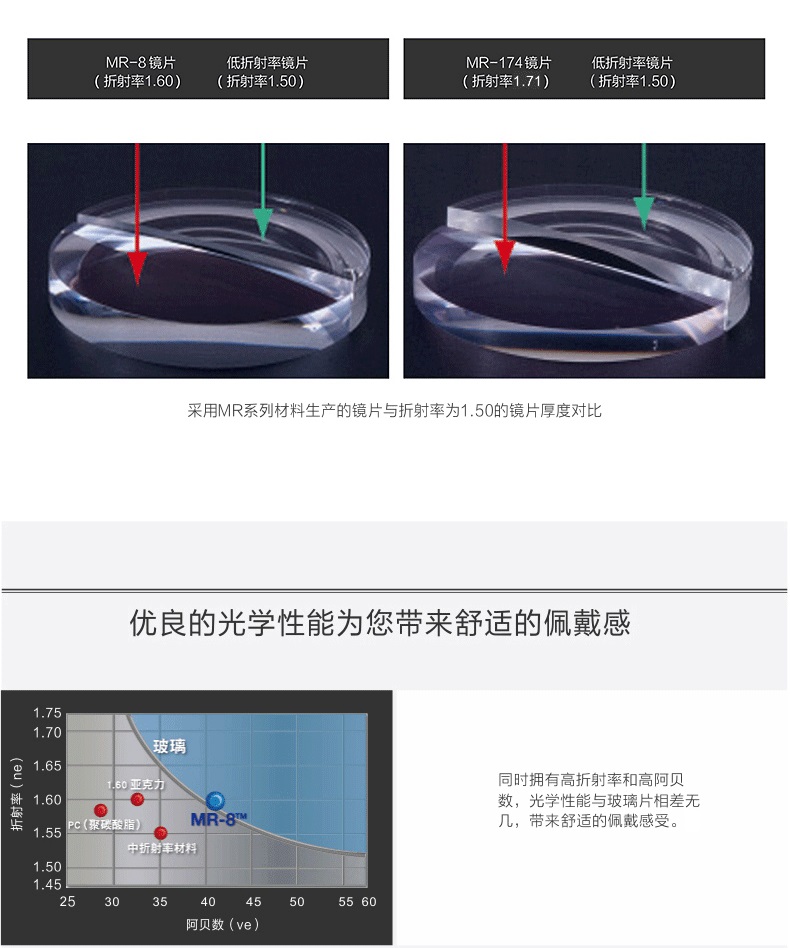 MR-8镜片 低折射率镜片
(折射率1.60) (折射率1.50)
MR-174镜片 低折射率镜片
(折射率1.71) (折射率1.50)
采用MR系列材料生产的镜片与折射率为1.50的镜片厚度对比
优良的光学性能为您带来舒适的佩戴感
折射率(ne)
1.75
1.70
1.65
1.60
1.55
1.50
1.45
玻璃
1.60 亚克力
PC(聚碳酸脂)
MR-8™
中折射率材料
25 30 35 40 45 50 55 60
阿贝数(ve)
同时拥有高折射率和高阿贝
数，光学性能与玻璃片相差无
几，带来舒适的佩戴感受。